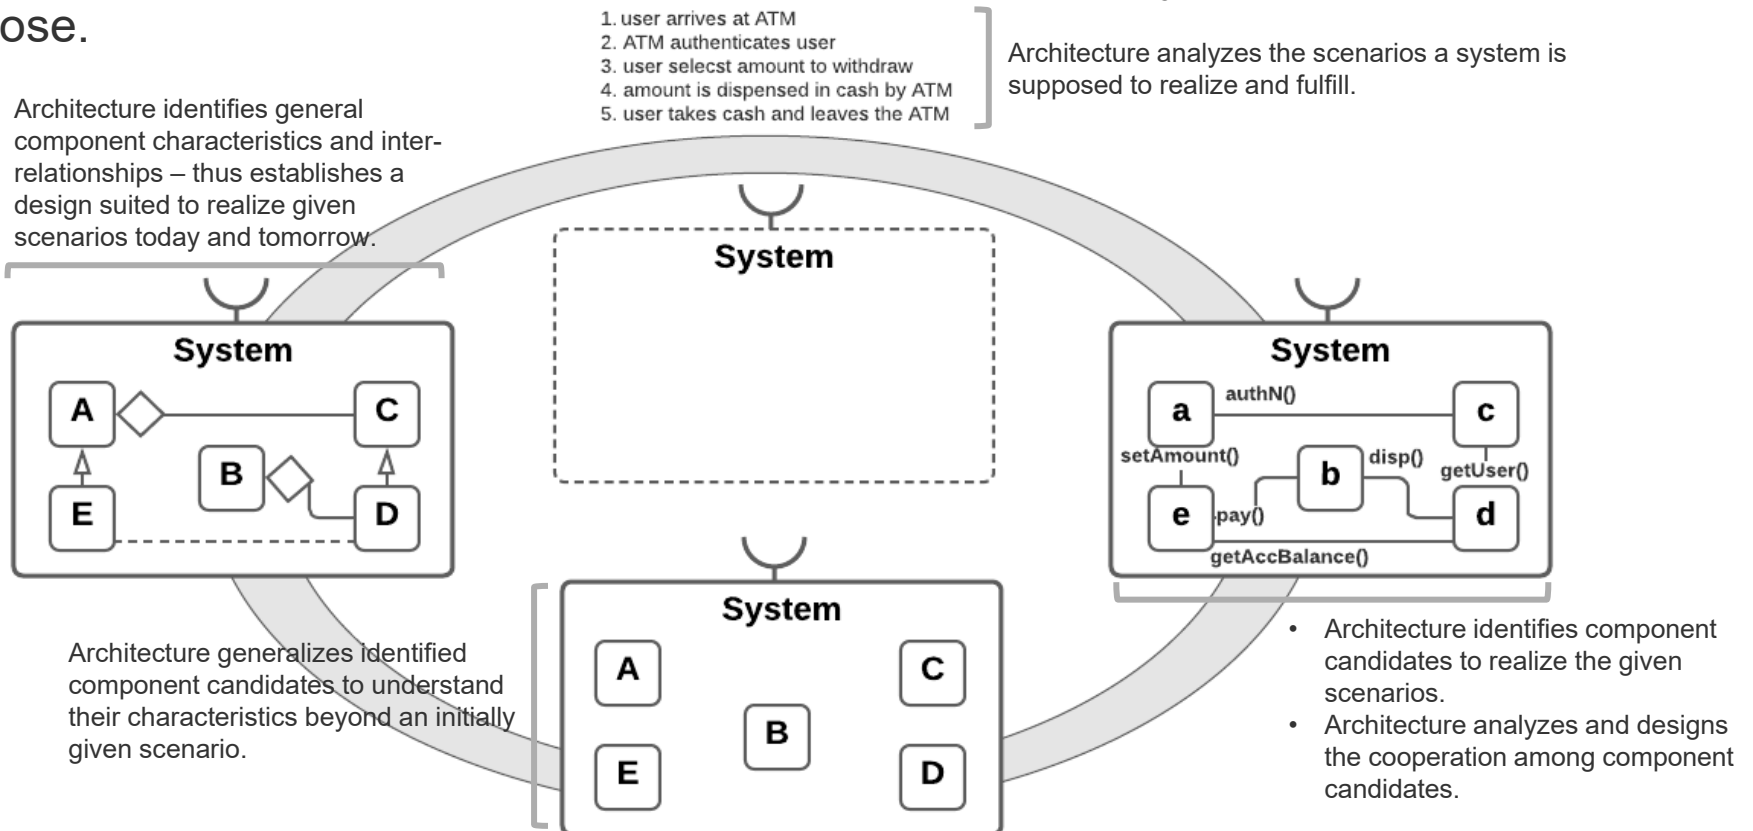 ose.
1. user arrives at ATM
2. ATM authenticates user
3. user selecst amount to withdraw
4. amount is dispensed in cash by ATM
5. user takes cash and leaves the ATM
Architecture analyzes the scenarios a system is
supposed to realize and fulfill.
Architecture identifies general
component characteristics and inter-
relationships – thus establishes a
design suited to realize given
scenarios today and tomorrow.
System
System
A
C
B
E
D
System
a
authN()
c
setAmount()
b
disp()
getUser()
e
pay()
d
getAccBalance()
Architecture generalizes identified
component candidates to understand
their characteristics beyond an initially
given scenario.
System
A
C
B
E
D
• Architecture identifies component
candidates to realize the given
scenarios.
• Architecture analyzes and designs
the cooperation among component
candidates.